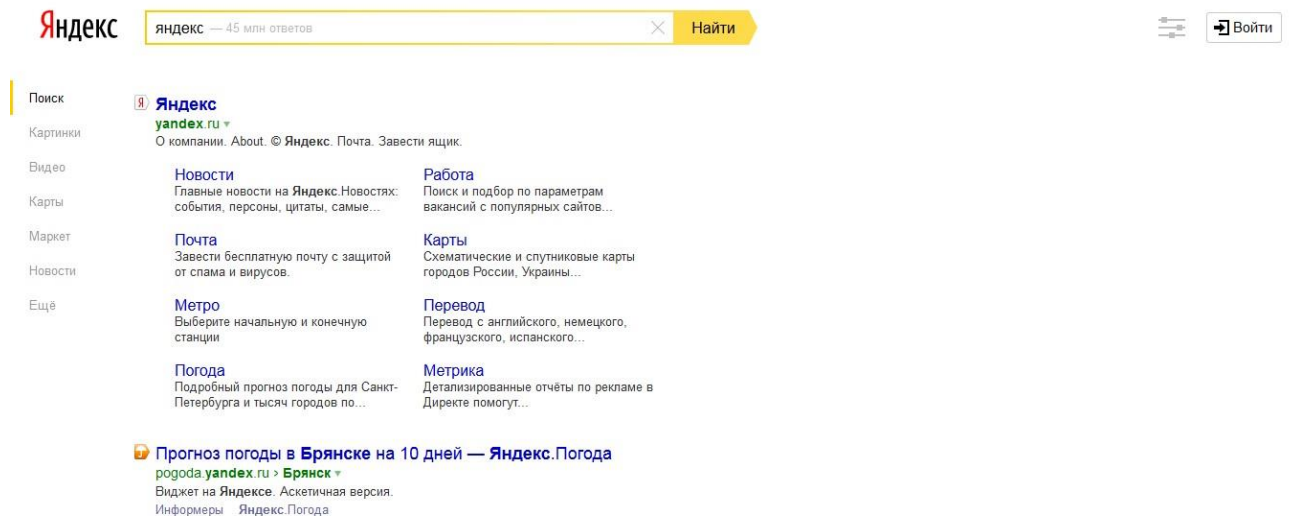 Яндекс
яндекс — 45 млн ответов
Найти
Войти
Поиск
Картинки
Видео
Карты
Маркет
Новости
Ещё
Я Яндекс
yandex.ru
О компании. About. © Яндекс. Почта. Завести ящик.
Новости
Главные новости на Яндекс.Новостях:
события, персоны, цитаты, самые...
Работа
Поиск и подбор по параметрам
вакансий с популярных сайтов...
Почта
Завести бесплатную почту с защитой
от спама и вирусов.
Карты
Схематические и спутниковые карты
городов России, Украины...
Метро
Выберите начальную и конечную
станции
Перевод
Перевод с английского, немецкого,
французского, испанского...
Погода
Подробный прогноз погоды для Санкт-
Петербурга и тысяч городов по...
Метрика
Детализированные отчёты по рекламе в
Директе помогут...
Прогноз погоды в Брянске на 10 дней — Яндекс.Погода
pogoda.yandex.ru › Брянск
Виджет на Яндексе. Аскетичная версия.
Информеры Яндекс.Погода